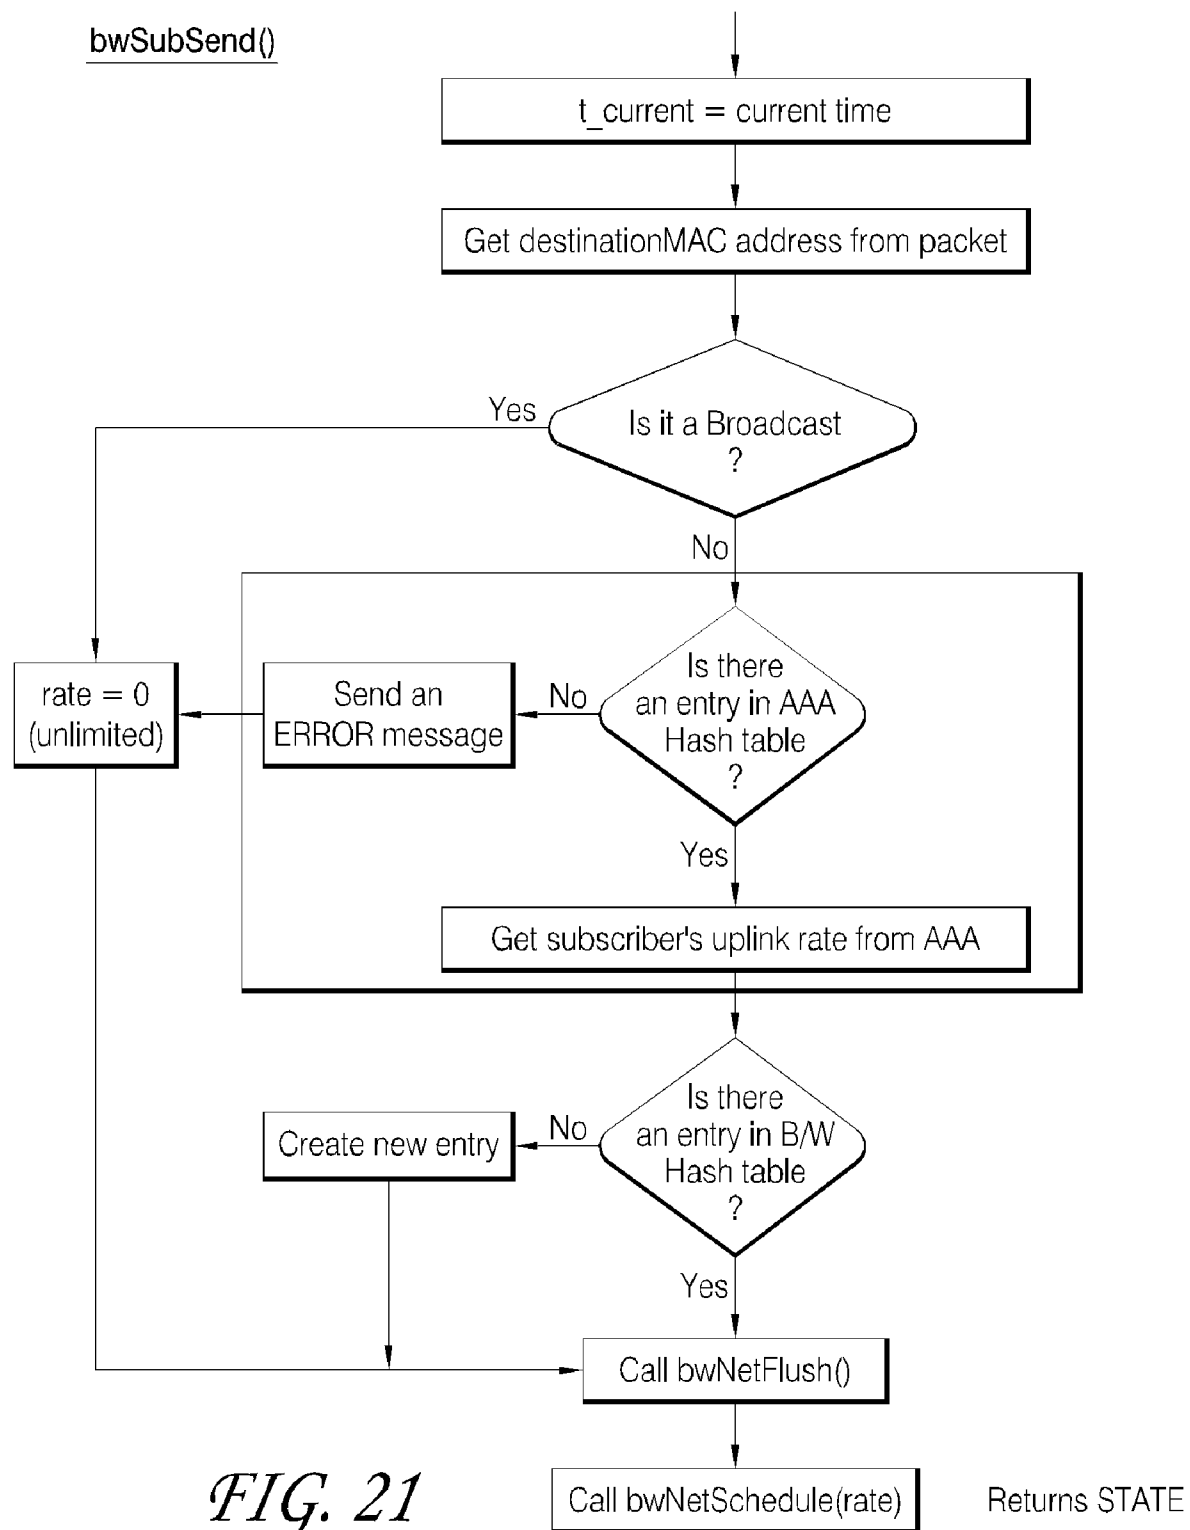 bwSubSend()
t_current = current time
Get destinationMAC address from packet
Yes
Is it a Broadcast
?
No
rate = 0
(unlimited)
Send an
ERROR message
No
Is there
an entry in AAA
Hash table
?
Yes
Get subscriber's uplink rate from AAA
Create new entry
No
Is there
an entry in B/W
Hash table
?
Yes
Call bwNetFlush()
FIG. 21
Call bwNetSchedule(rate)
Returns STATE